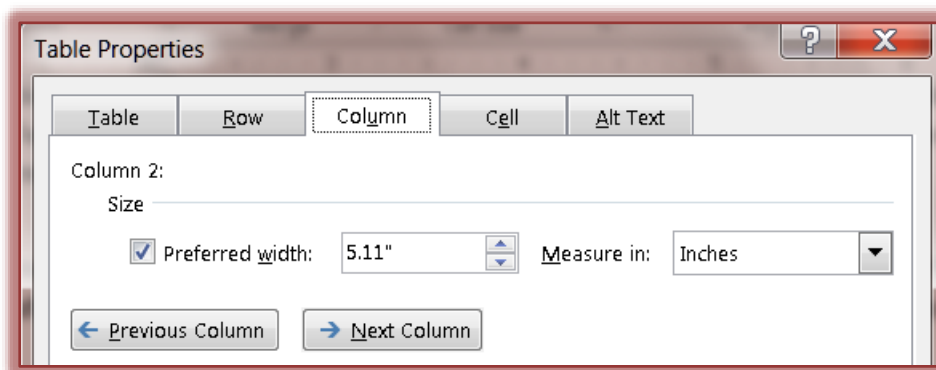 Table Properties
?
X
Table Row Column Cell Alt Text
Column 2:
Size
Preferred width: 5.11" Measure in: Inches
Previous Column Next Column